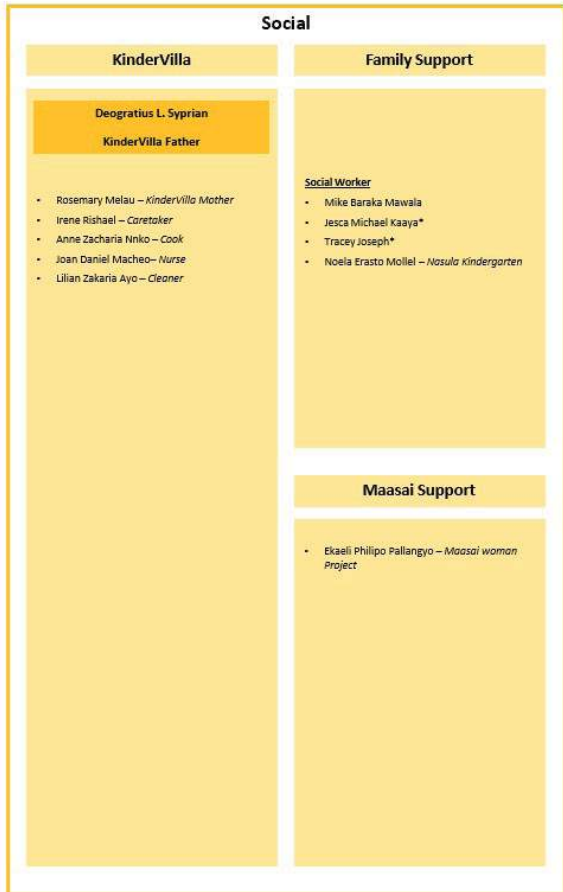 Social
KinderVilla
Deogratius L. Syprian
KinderVilla Father
• Rosemary Melau – KinderVilla Mother
• Irene Rishael – Caretaker
• Anne Zacharia Nnko – Cook
• Joan Daniel Macheo– Nurse
• Lilian Zakaria Ayo – Cleaner
Family Support
Social Worker
• Mike Baraka Mawala
• Jesca Michael Kaaya*
• Tracey Joseph*
• Noela Erasto Mollel – Nasula Kindergarten
Maasai Support
• Ekaeli Philipo Pallangyo – Maasai woman
Project